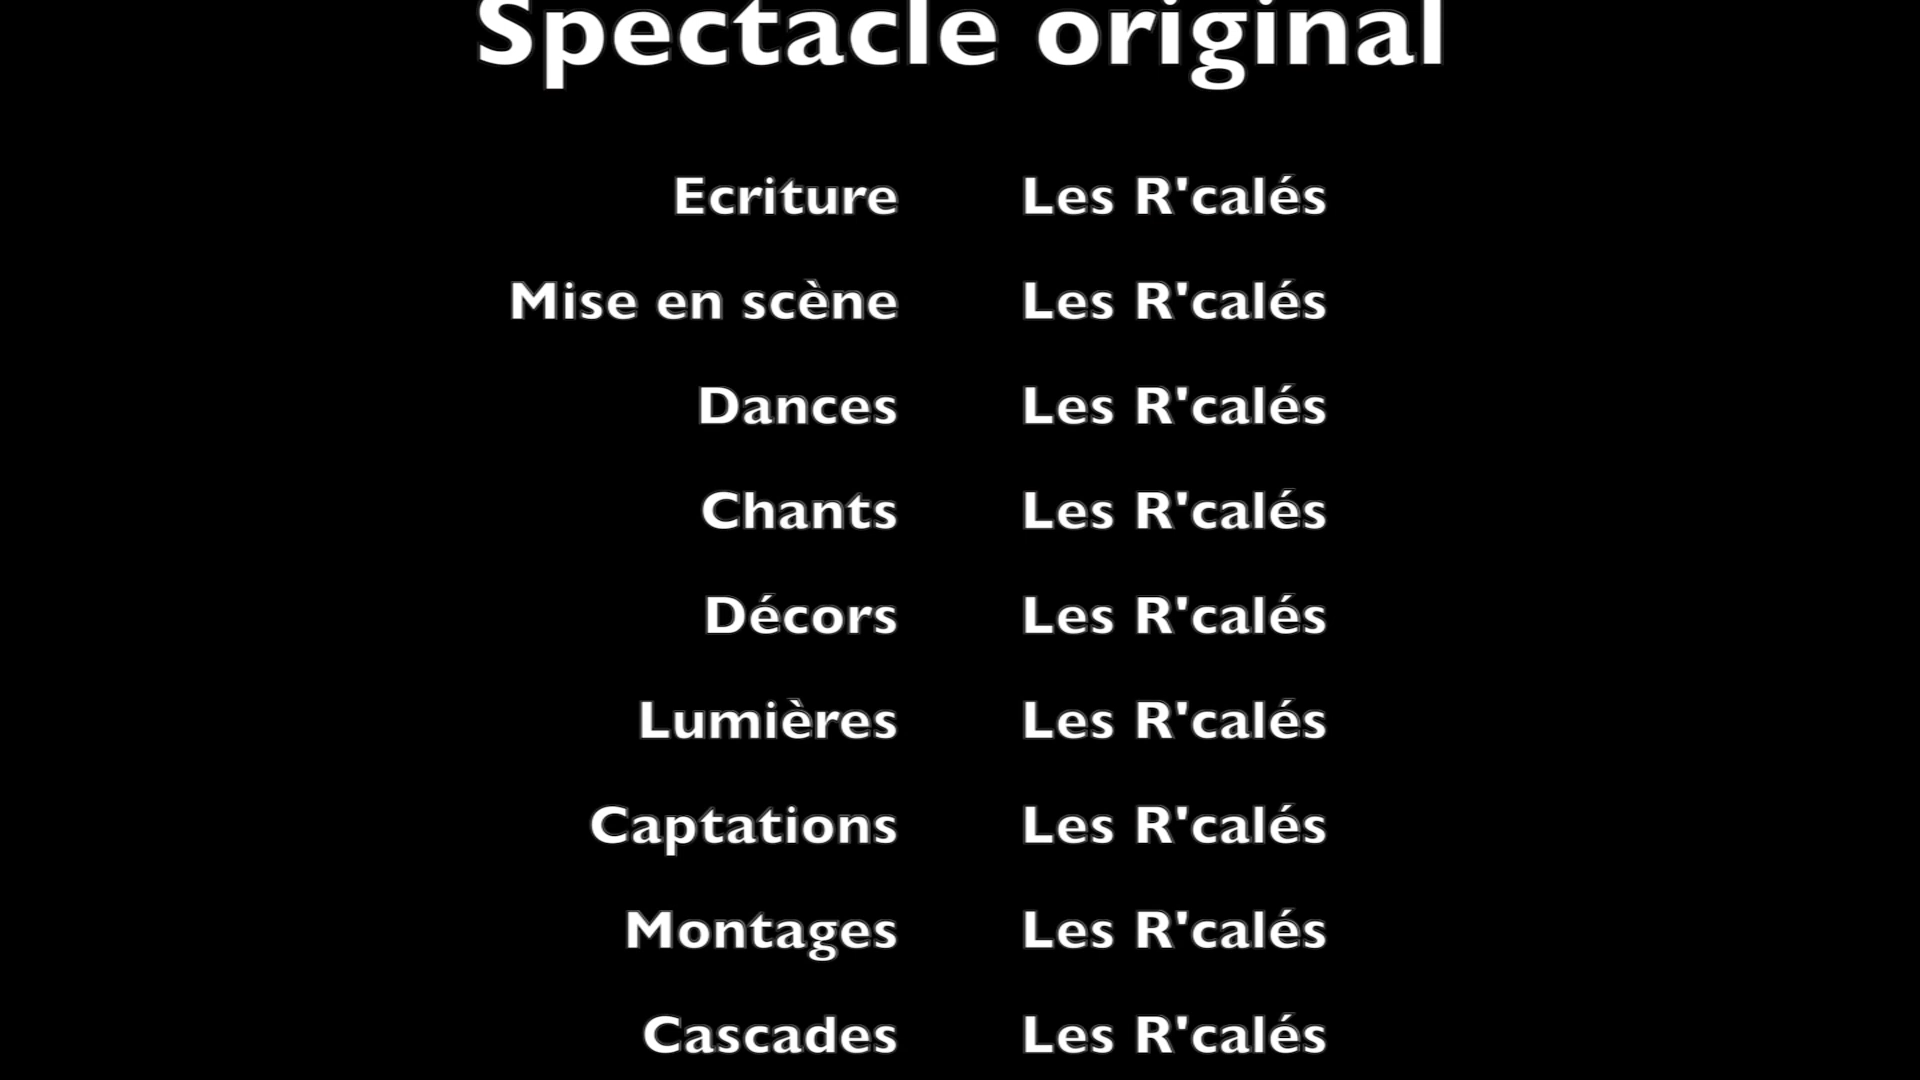 Spectacle original
Ecriture Les R'calés
Mise en scène Les R'calés
Dances Les R'calés
Chants Les R'calés
Décors Les R'calés
Lumières Les R'calés
Captations Les R'calés
Montages Les R'calés
Cascades Les R'calés